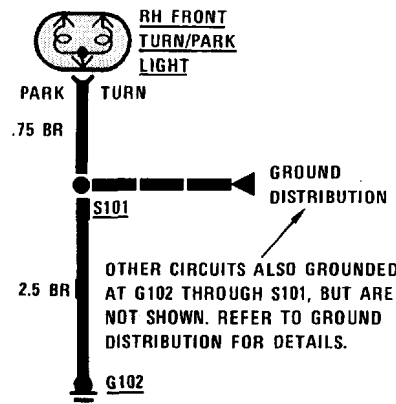 RH FRONT
TURN/PARK
LIGHT
PARK TURN
.75 BR
GROUND
DISTRIBUTION
S101
OTHER CIRCUITS ALSO GROUNDED
AT G102 THROUGH S101, BUT ARE
NOT SHOWN. REFER TO GROUND
DISTRIBUTION FOR DETAILS.
2.5 BR
G102